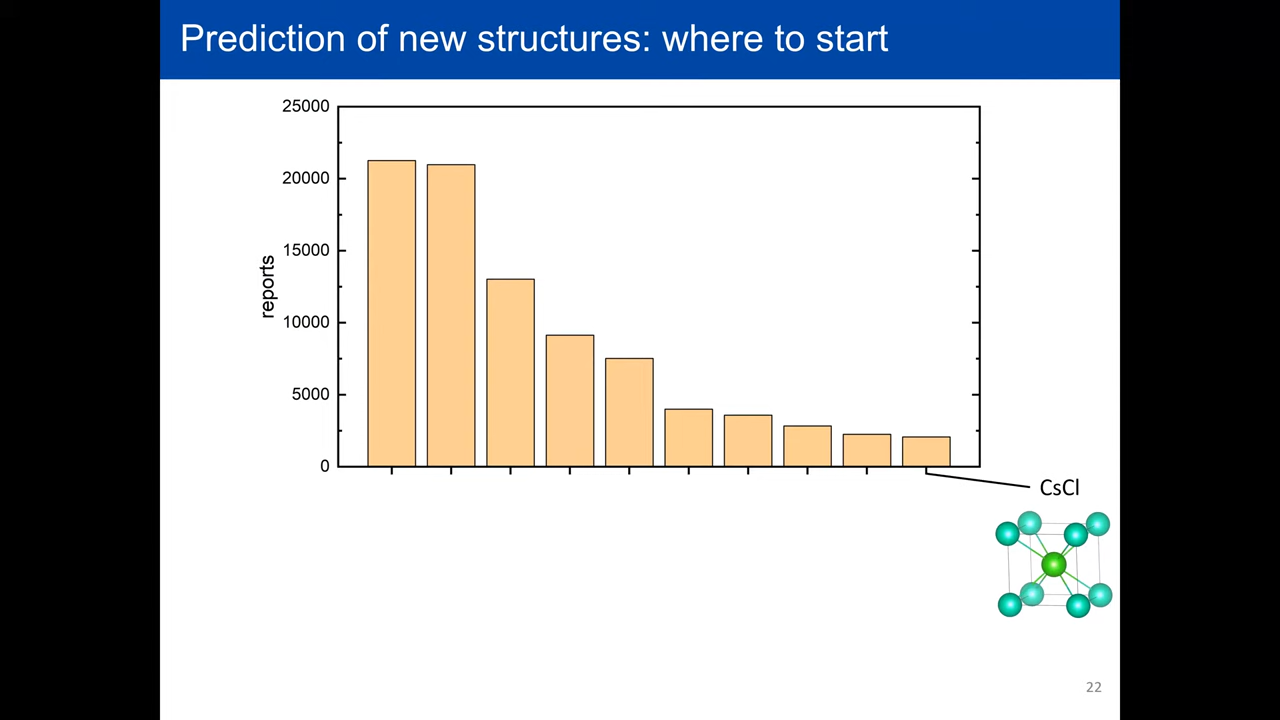 Prediction of new structures: where to start
25000
20000
15000
10000
5000
0
reports
CsCl
22